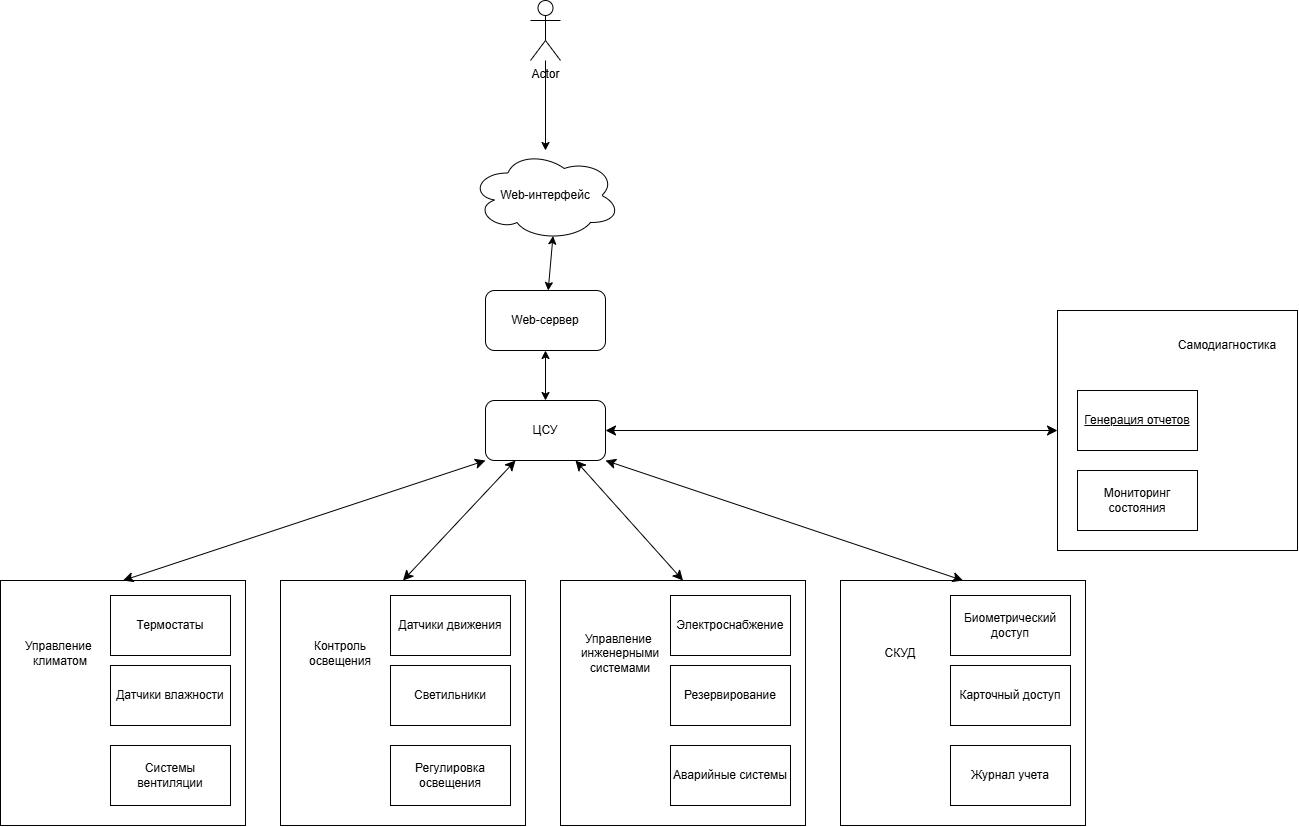 Actor
Web-интерфейс
Web-сервер
Самодиагностика
Генерация отчетов
ЦСУ
Мониторинг
состояния
Управление
климатом
Термостаты
Датчики влажности
Системы
вентиляции
Контроль
освещения
Датчики движения
Светильники
Регулировка
освещения
Управление
инженерными
системами
Электроснабжение
Резервирование
Аварийные системы
СКУД
Биометрический
доступ
Карточный доступ
Журнал учета